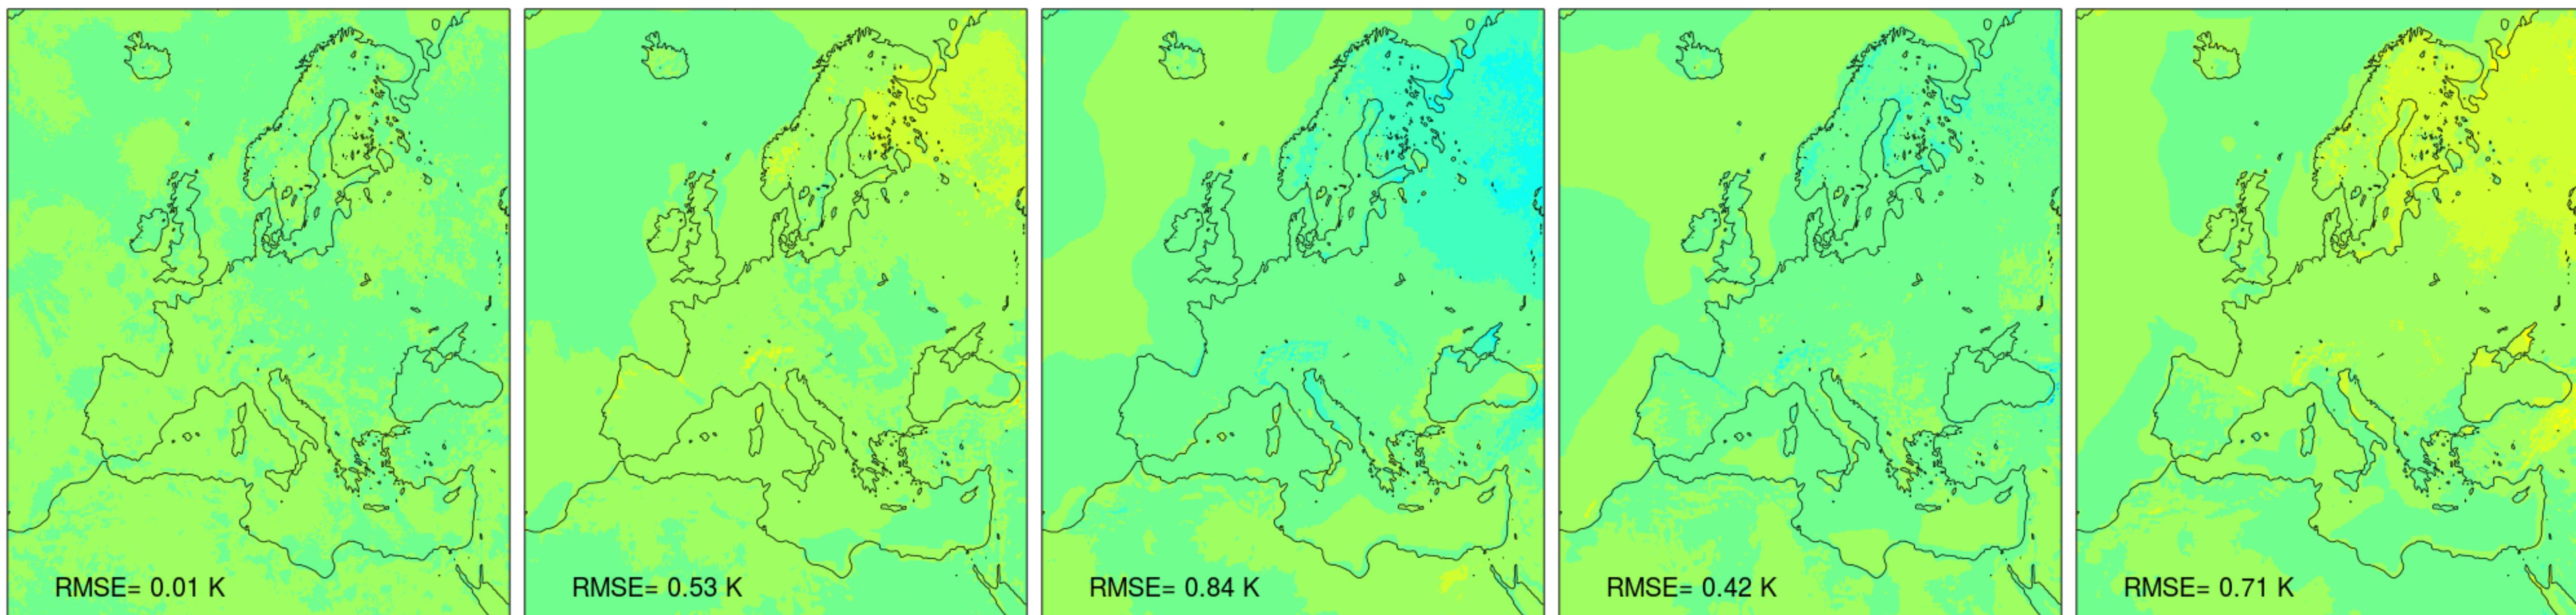 RMSE= 0.01 K
RMSE= 0.53 K
RMSE= 0.84 K
RMSE= 0.42 K
RMSE= 0.71 K